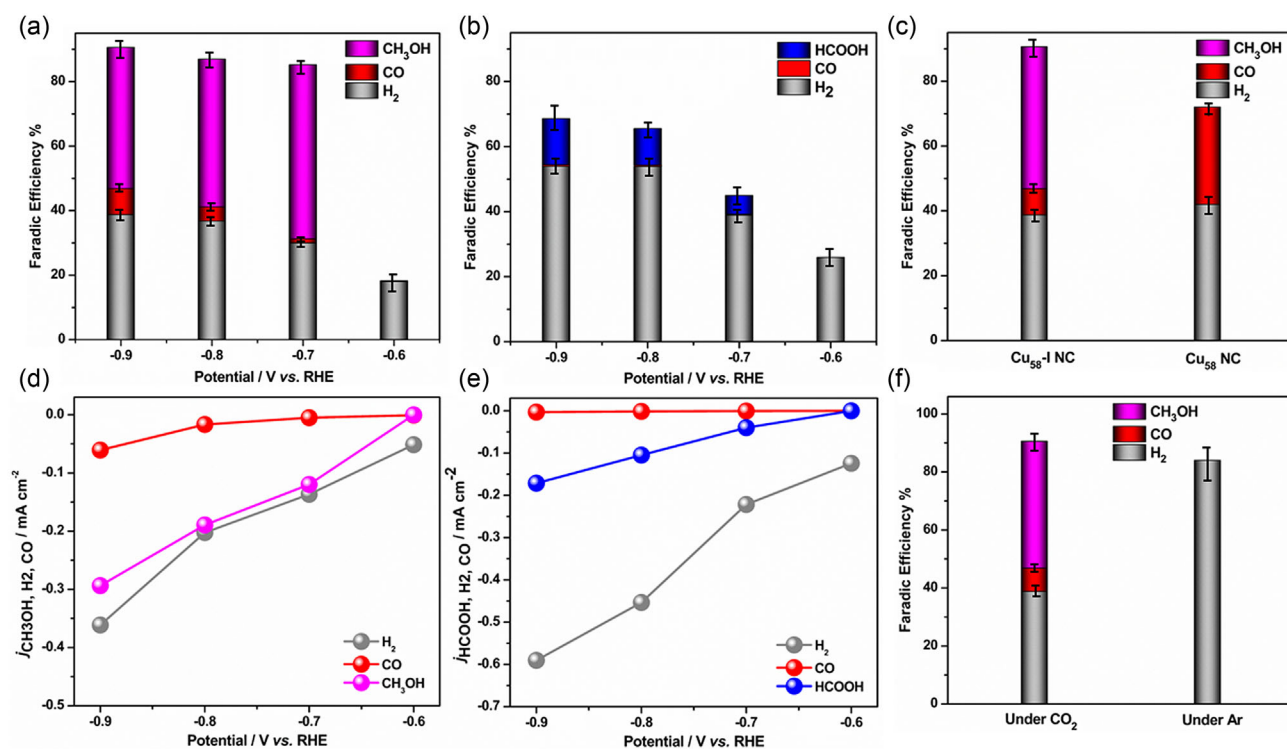 (a)
CH₃OH
CO
H₂
Faradic Efficiency %
80
60
40
20
0
-0.9 -0.8 -0.7 -0.6
Potential / V vs. RHE
(b)
HCOOH
CO
H₂
Faradic Efficiency %
80
60
40
20
0
-0.9 -0.8 -0.7 -0.6
Potential / V vs. RHE
(c)
CH₃OH
CO
H₂
Faradic Efficiency %
80
60
40
20
0
Cu₅₈-I NC Cu₅₈ NC
(d)
jCH3OH, H2, CO / mA cm⁻²
0.0
-0.1
-0.2
-0.3
-0.4
-0.5
H₂
CO
CH₃OH
-0.9 -0.8 -0.7 -0.6
Potential / V vs. RHE
(e)
jHCOOH, H2, CO / mA cm⁻²
0.0
-0.1
-0.2
-0.3
-0.4
-0.5
-0.6
-0.7
H₂
CO
HCOOH
-0.9 -0.8 -0.7 -0.6
Potential / V vs. RHE
(f)
CH₃OH
CO
H₂
Faradic Efficiency %
100
80
60
40
20
0
Under CO₂ Under Ar